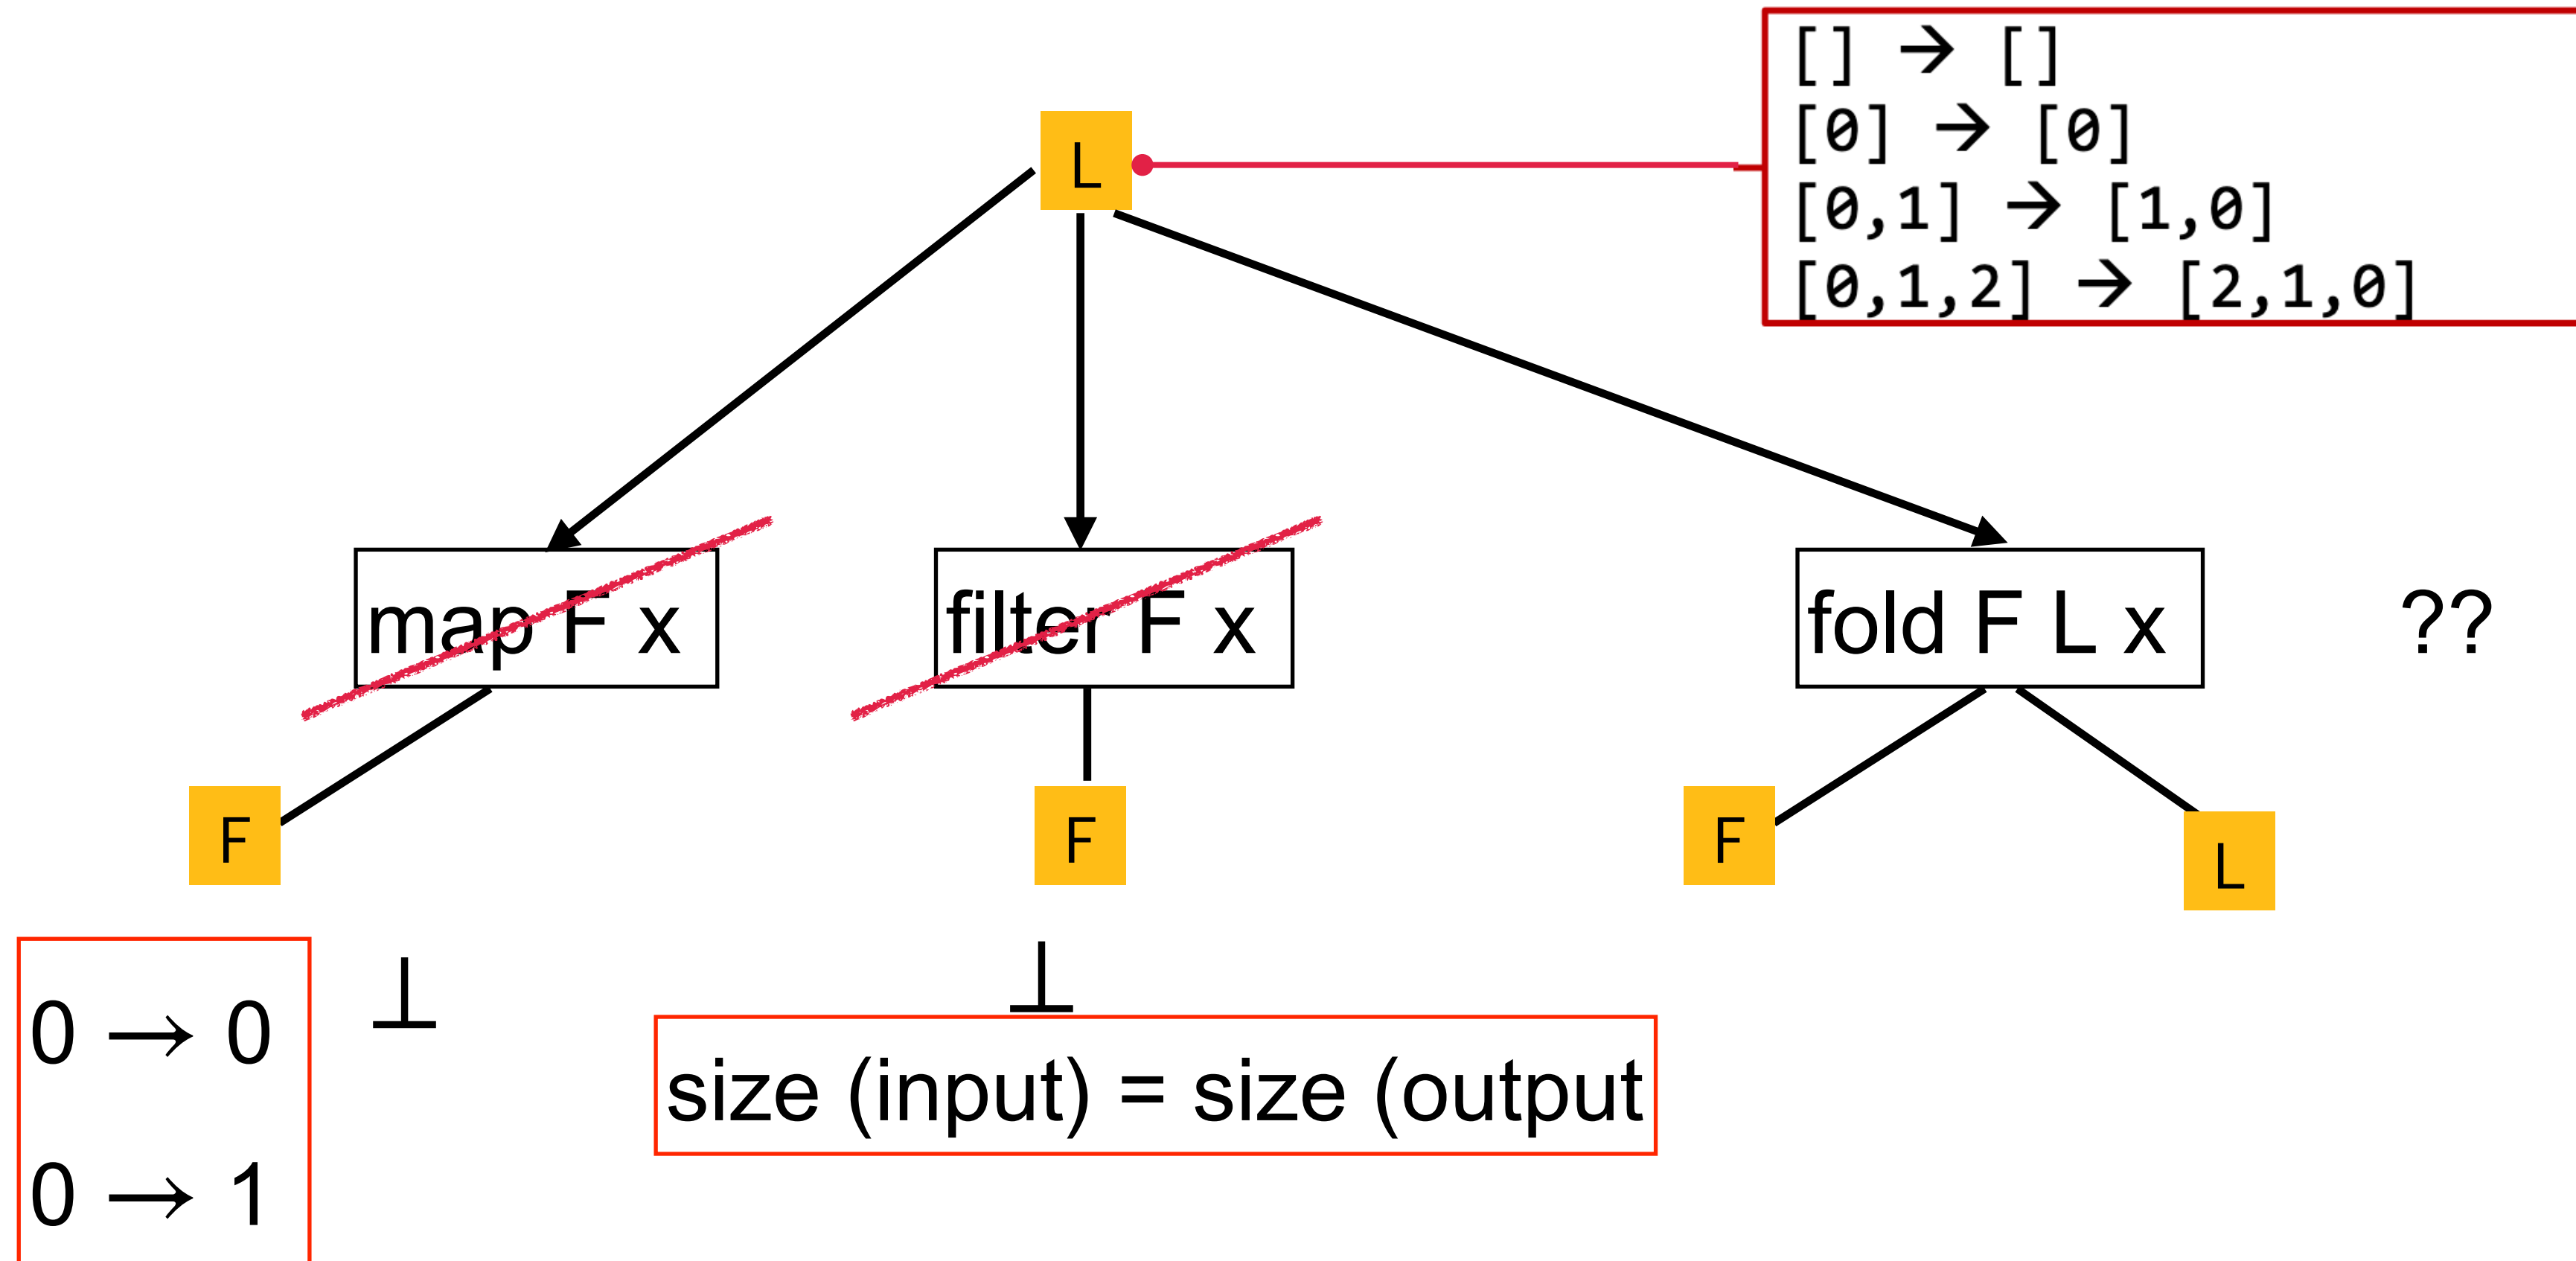 [] → []
[0] → [0]
[0,1] → [1,0]
[0,1,2] → [2,1,0]
L
map F x
filter F x
fold F L x
??
F
F
F
L
⊥
⊥
0 → 0
0 → 1
size (input) = size (output